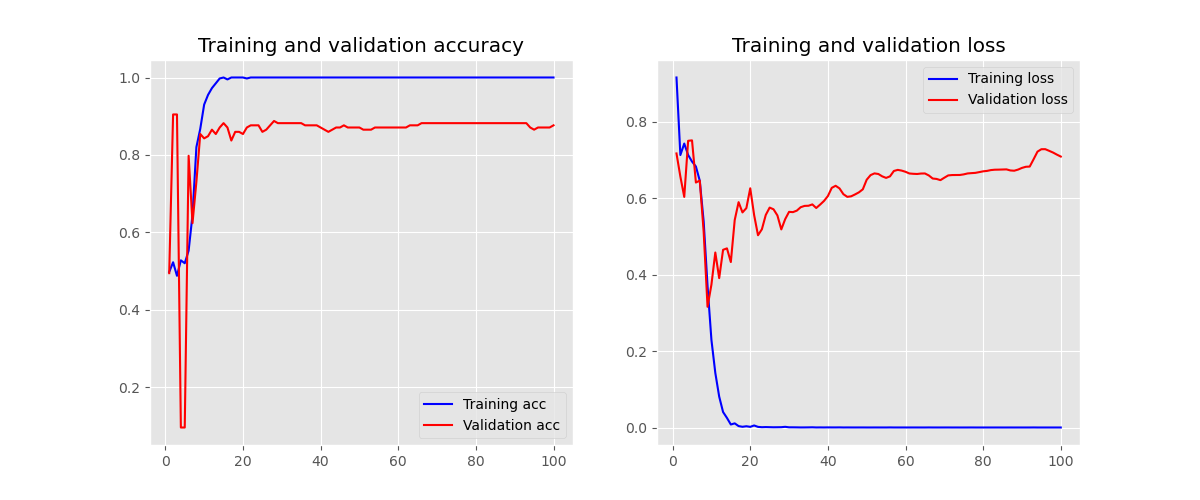 Training and validation accuracy
1.0
0.8
0.6
0.4
0.2
0 20 40 60 80 100
Training acc
Validation acc
Training and validation loss
0.8
0.6
0.4
0.2
0.0
0 20 40 60 80 100
Training loss
Validation loss